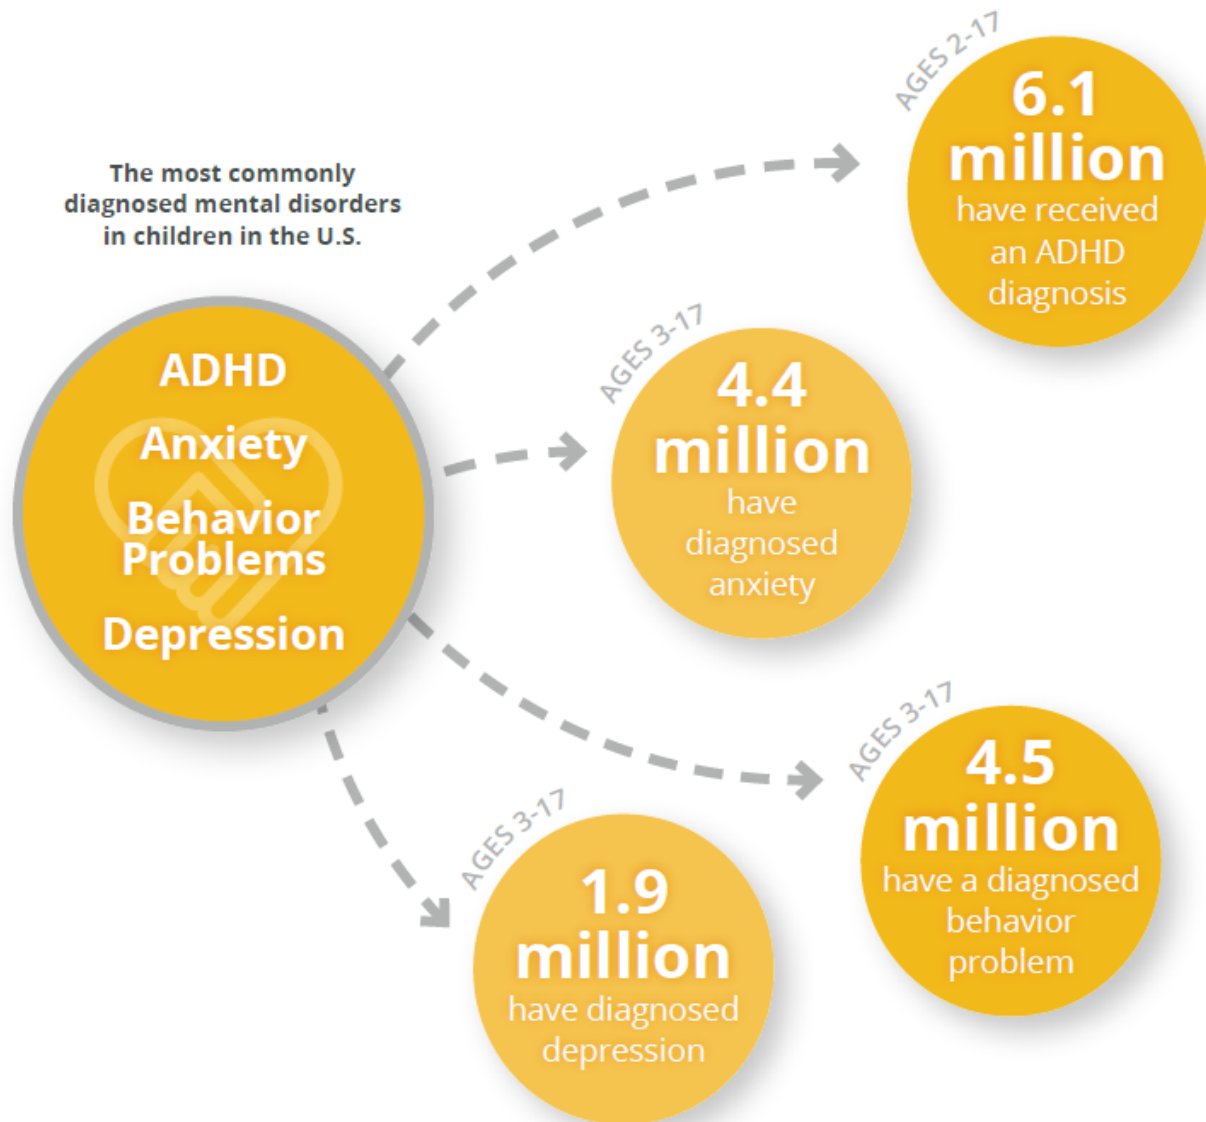 The most commonly
diagnosed mental disorders
in children in the U.S.
ADHD
Anxiety
Behavior
Problems
Depression
AGES 2-17
6.1
million
have received
an ADHD
diagnosis
AGES 3-17
4.4
million
have
diagnosed
anxiety
AGES 3-17
4.5
million
have a diagnosed
behavior
problem
AGES 3-17
1.9
million
have diagnosed
depression